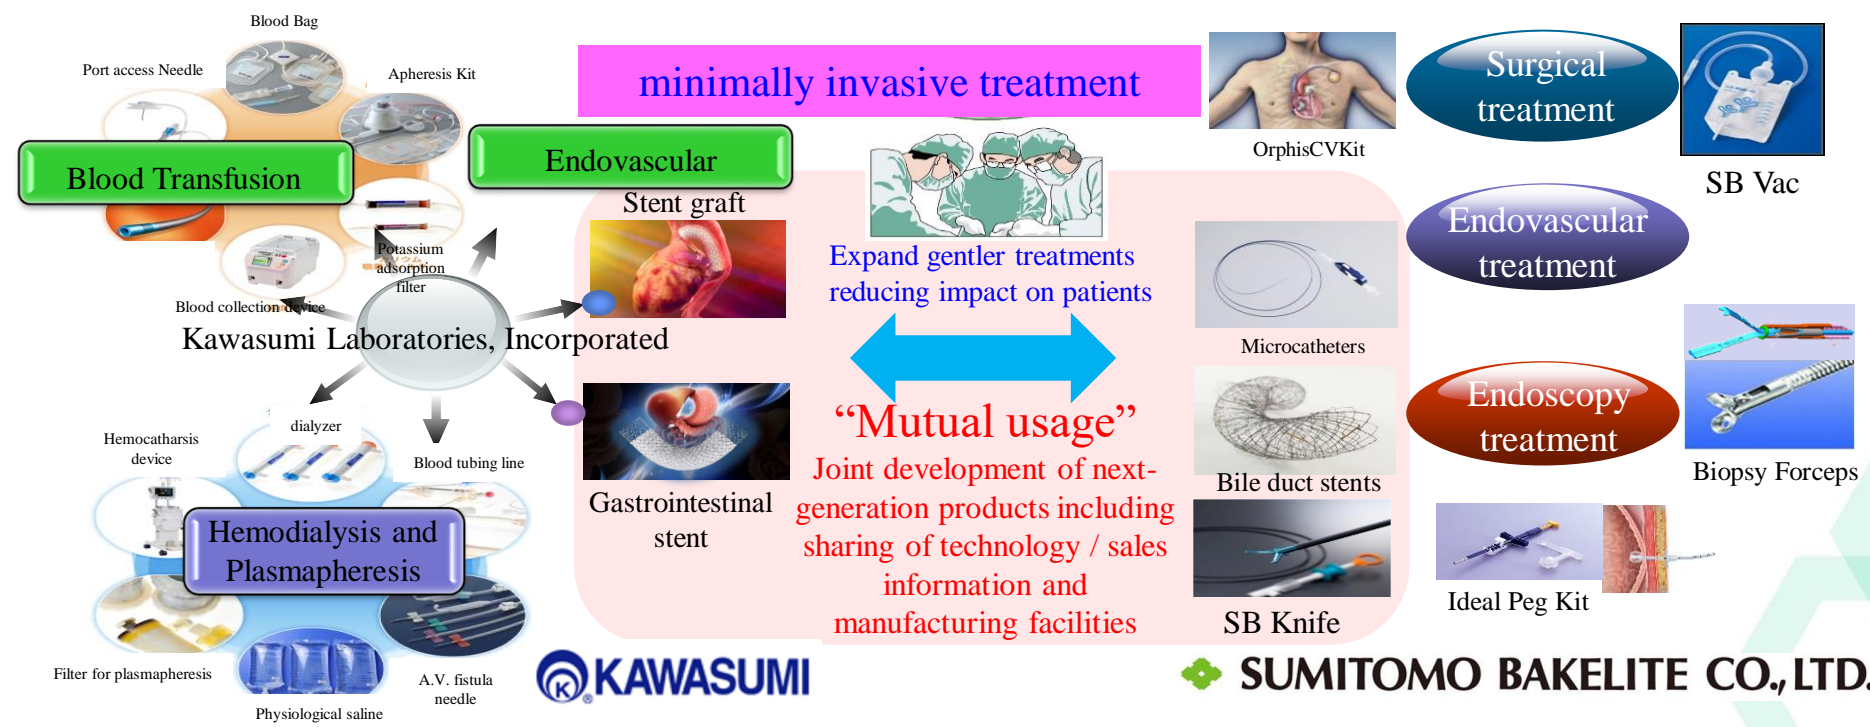 Blood Bag
Port access Needle
Apheresis Kit
Blood Transfusion
Potassium
adsorption
filter
Blood collection device
Endovascular
Stent graft
Kawasumi Laboratories, Incorporated
Gastrointestinal
stent
dialyzer
Hemocatharsis
device
Blood tubing line
Hemodialysis and
Plasmapheresis
Filter for plasmapheresis
Physiological saline
A.V. fistula
needle
minimally invasive treatment
Expand gentler treatments
reducing impact on patients
“Mutual usage”
Joint development of next-
generation products including
sharing of technology / sales
information and
manufacturing facilities
OrphisCVKit
Surgical
treatment
SB Vac
Endovascular
treatment
Microcatheters
Endoscopy
treatment
Bile duct stents
Biopsy Forceps
SB Knife
Ideal Peg Kit
K
KAWASUMI
SUMITOMO BAKELITE CO., LTD.